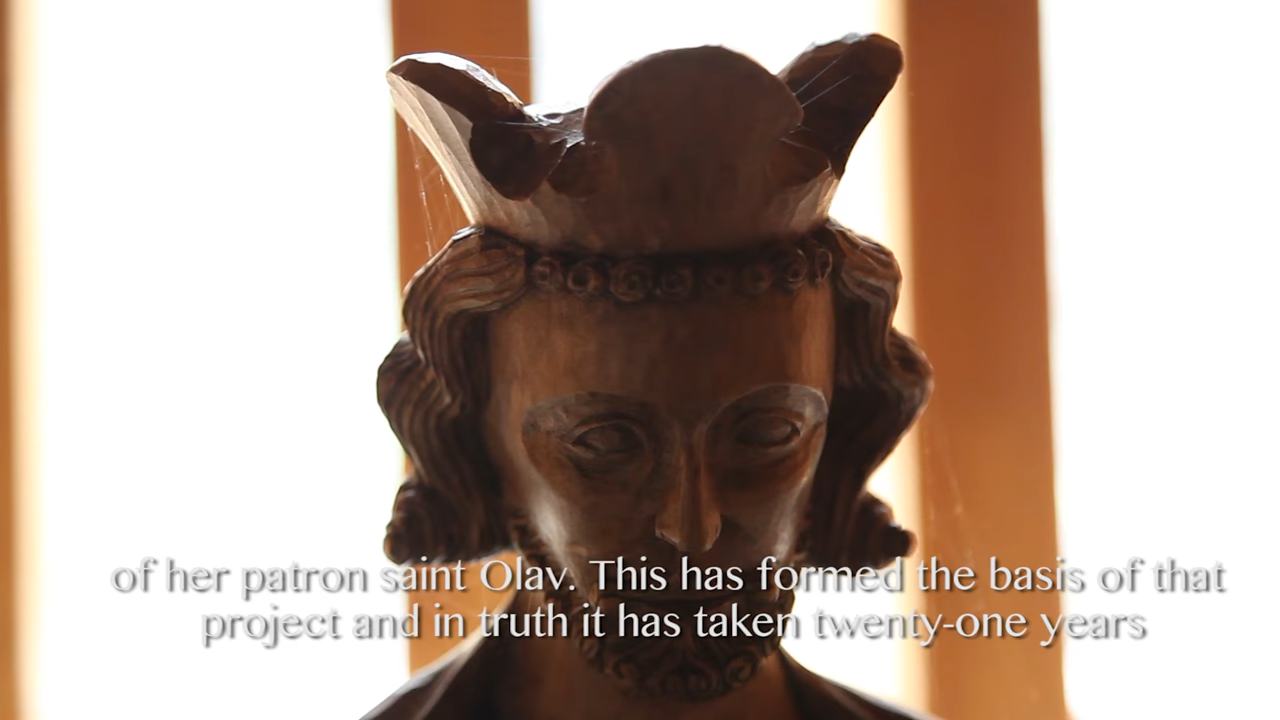 of her patron saint Olav. This has formed the basis of that
project and in truth it has taken twenty-one years